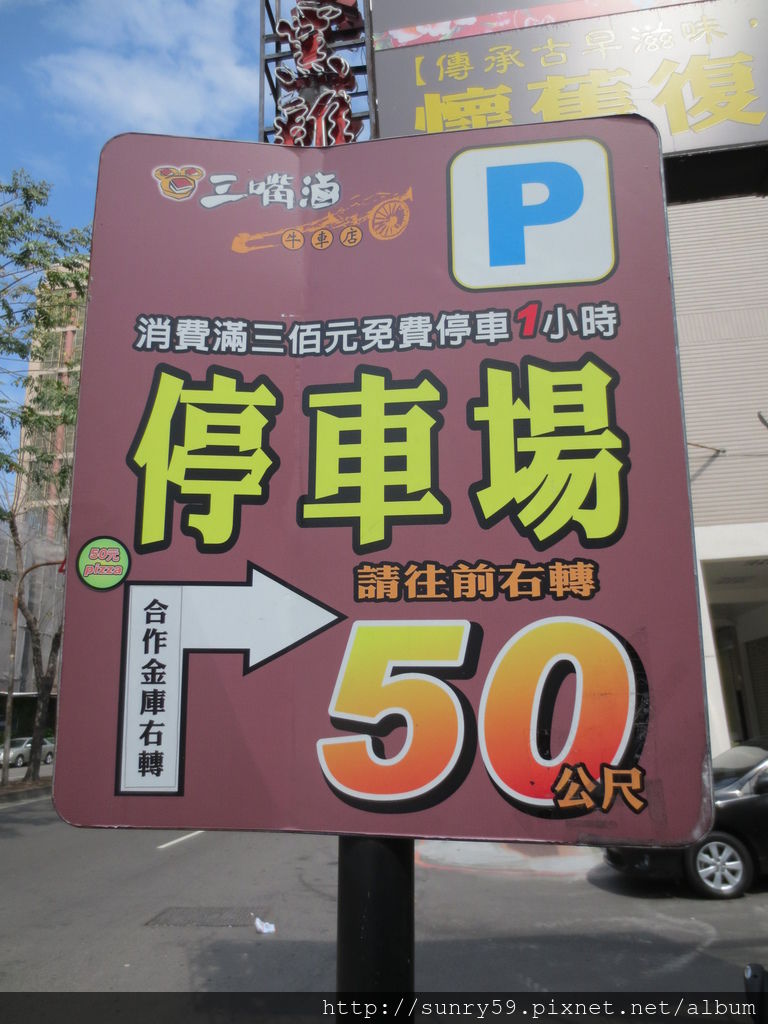 【傳承古早滋味,
懷舊復
三嘴滷
牛車店
P
消費滿三佰元免費停車1小時
停車場
50元
pizza
請往前右轉
合作金庫右轉
50
公尺
http://sunry59.pixnet.net/album